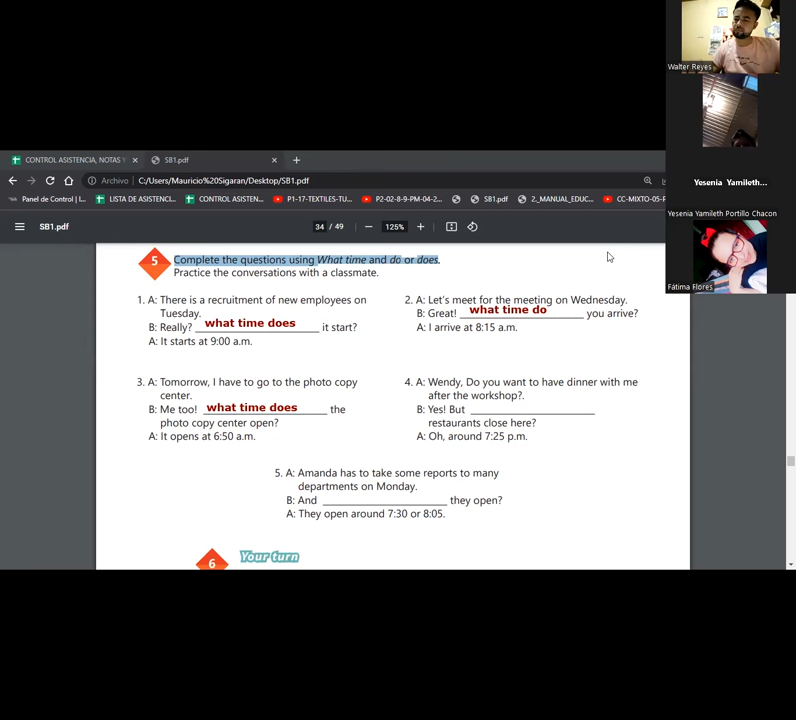 Walter Reyes
Yesenia Yamileth...
Yesenia Yamileth Portillo Chacon
Fátima Flores
CONTROL ASISTENCIA, NOTAS Y
SB1.pdf
Archivo
C:/Users/Mauricio%20Sigaran/Desktop/SB1.pdf
Panel de Control | I...
LISTA DE ASISTENCI...
CONTROL ASISTEN...
P1-17-TEXTILES-TU...
P2-02-8-9-PM-04-2...
SB1.pdf
2._MANUAL_EDUC...
CC-MIXTO-05-F
SB1.pdf
34 / 49
125%
5
Complete the questions using What time and do or does.
Practice the conversations with a classmate.
1. A: There is a recruitment of new employees on
Tuesday.
B: Really? what time does it start?
A: It starts at 9:00 a.m.
2. A: Let's meet for the meeting on Wednesday.
B: Great! what time do you arrive?
A: I arrive at 8:15 a.m.
3. A: Tomorrow, I have to go to the photo copy
center.
B: Me too! what time does the
photo copy center open?
A: It opens at 6:50 a.m.
4. A: Wendy, Do you want to have dinner with me
after the workshop?.
B: Yes! But ____________________
restaurants close here?
A: Oh, around 7:25 p.m.
5. A: Amanda has to take some reports to many
departments on Monday.
B: And ____________________ they open?
A: They open around 7:30 or 8:05.
6
Your turn